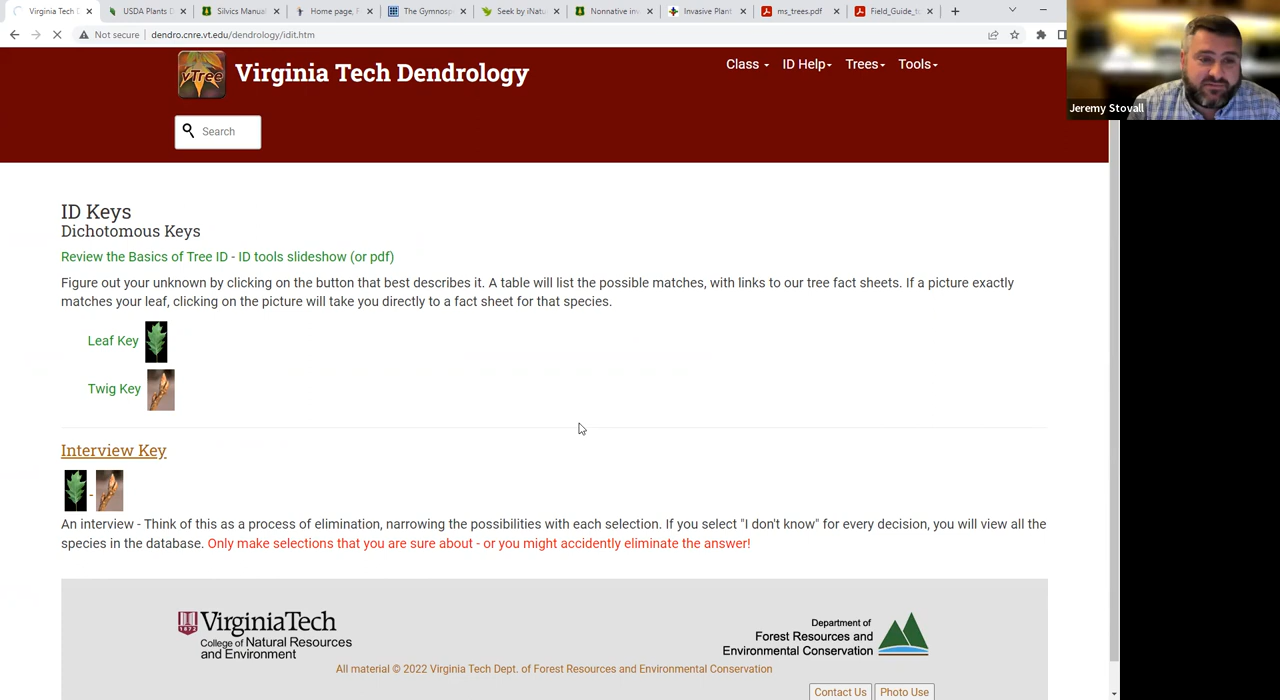 Virginia Tech D
USDA Plants D
Silvics Manual
Home page, F
The Gymnosp
Seek by iNatu
Nonnative inv
Invasive Plant
ms_trees.pdf
Field_Guide_to
Not secure | dendro.cnre.vt.edu/dendrology/idit.htm
Jeremy Stovall
vTree
Virginia Tech Dendrology
Class
ID Help
Trees
Tools
Search
ID Keys
Dichotomous Keys
Review the Basics of Tree ID - ID tools slideshow (or pdf)
Figure out your unknown by clicking on the button that best describes it. A table will list the possible matches, with links to our tree fact sheets. If a picture exactly
matches your leaf, clicking on the picture will take you directly to a fact sheet for that species.
Leaf Key
Twig Key
Interview Key
-
An interview - Think of this as a process of elimination, narrowing the possibilities with each selection. If you select "I don't know" for every decision, you will view all the
species in the database. Only make selections that you are sure about - or you might accidently eliminate the answer!
1872
Virginia Tech
College of Natural Resources
and Environment
Department of
Forest Resources and
Environmental Conservation
All material © 2022 Virginia Tech Dept. of Forest Resources and Environmental Conservation
Contact Us
Photo Use